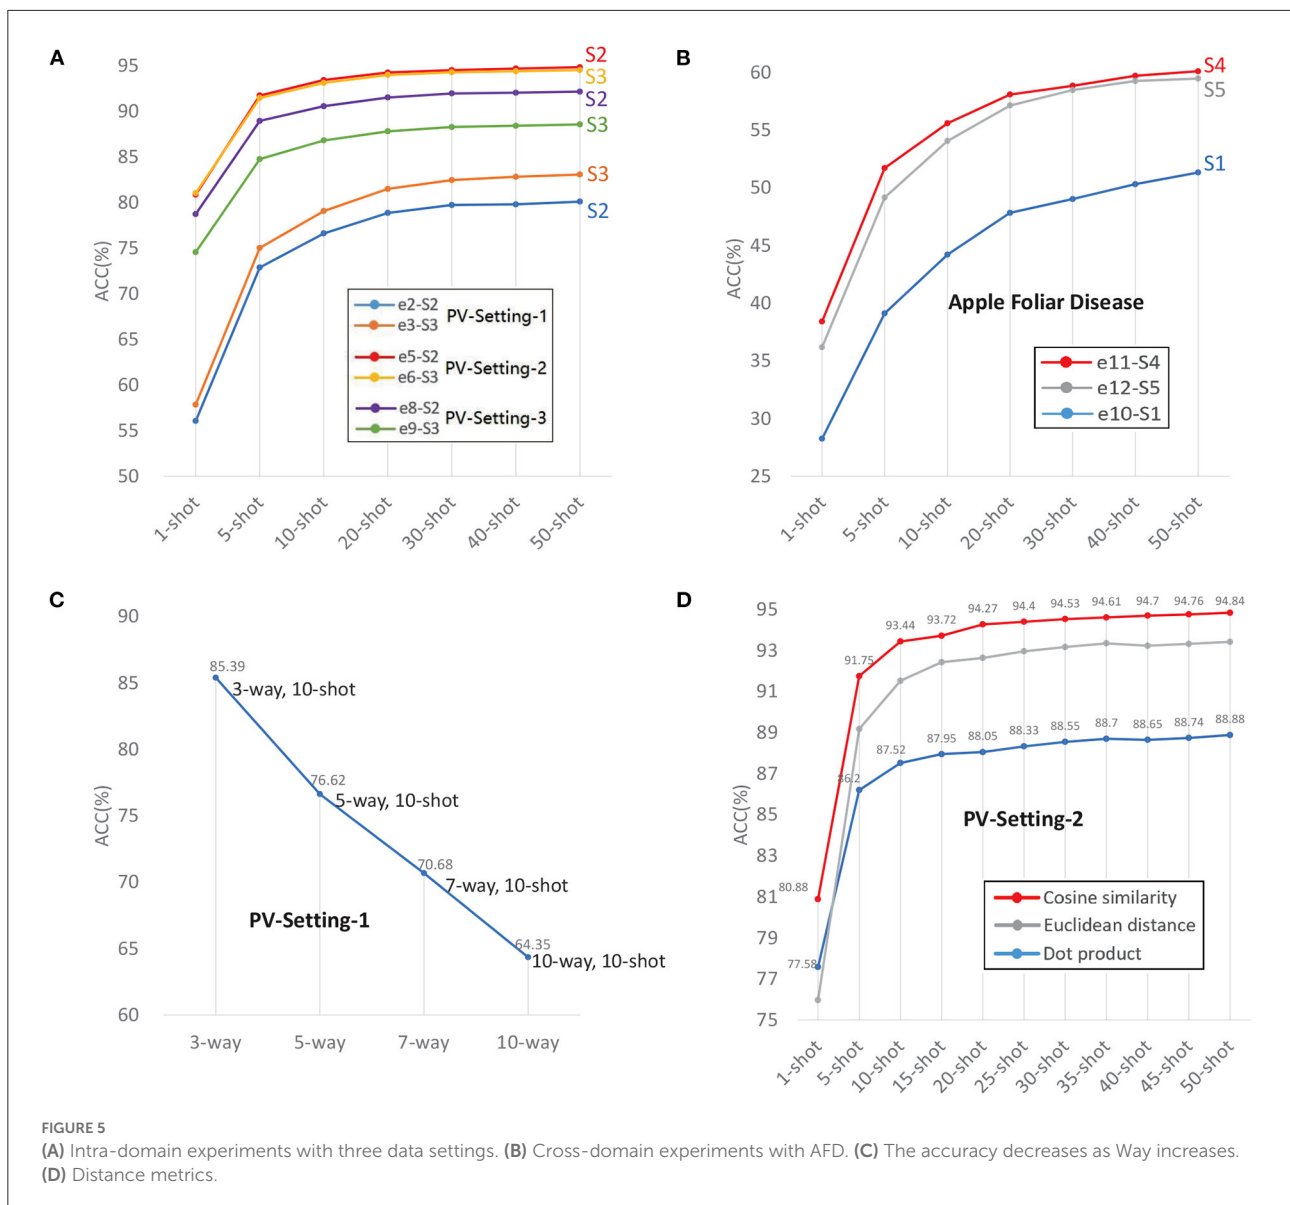 A
95
90
85
80
75
70
65
60
55
50
ACC(%)
S2
S3
S2
S3
S3
S2
e2-S2
e3-S3
PV-Setting-1
e5-S2
e6-S3
PV-Setting-2
e8-S2
e9-S3
PV-Setting-3
1-shot
5-shot
10-shot
20-shot
30-shot
40-shot
50-shot
B
60
55
50
45
40
35
30
25
ACC(%)
S4
S5
S1
Apple Foliar Disease
e11-S4
e12-S5
e10-S1
1-shot
5-shot
10-shot
20-shot
30-shot
40-shot
50-shot
C
90
85
80
75
70
65
60
ACC(%)
85.39
3-way, 10-shot
76.62
5-way, 10-shot
70.68
7-way, 10-shot
64.35
10-way, 10-shot
PV-Setting-1
3-way
5-way
7-way
10-way
D
95
93
91
89
87
85
83
81
79
77
75
ACC(%)
80.88
91.75
93.44
93.72
94.27
94.4
94.53
94.61
94.7
94.76
94.84
77.58
86.2
87.52
87.95
88.05
88.33
88.55
88.7
88.65
88.74
88.88
PV-Setting-2
Cosine similarity
Euclidean distance
Dot product
1-shot
5-shot
10-shot
15-shot
20-shot
25-shot
30-shot
35-shot
40-shot
45-shot
50-shot
FIGURE 5
(A) Intra-domain experiments with three data settings. (B) Cross-domain experiments with AFD. (C) The accuracy decreases as Way increases.
(D) Distance metrics.